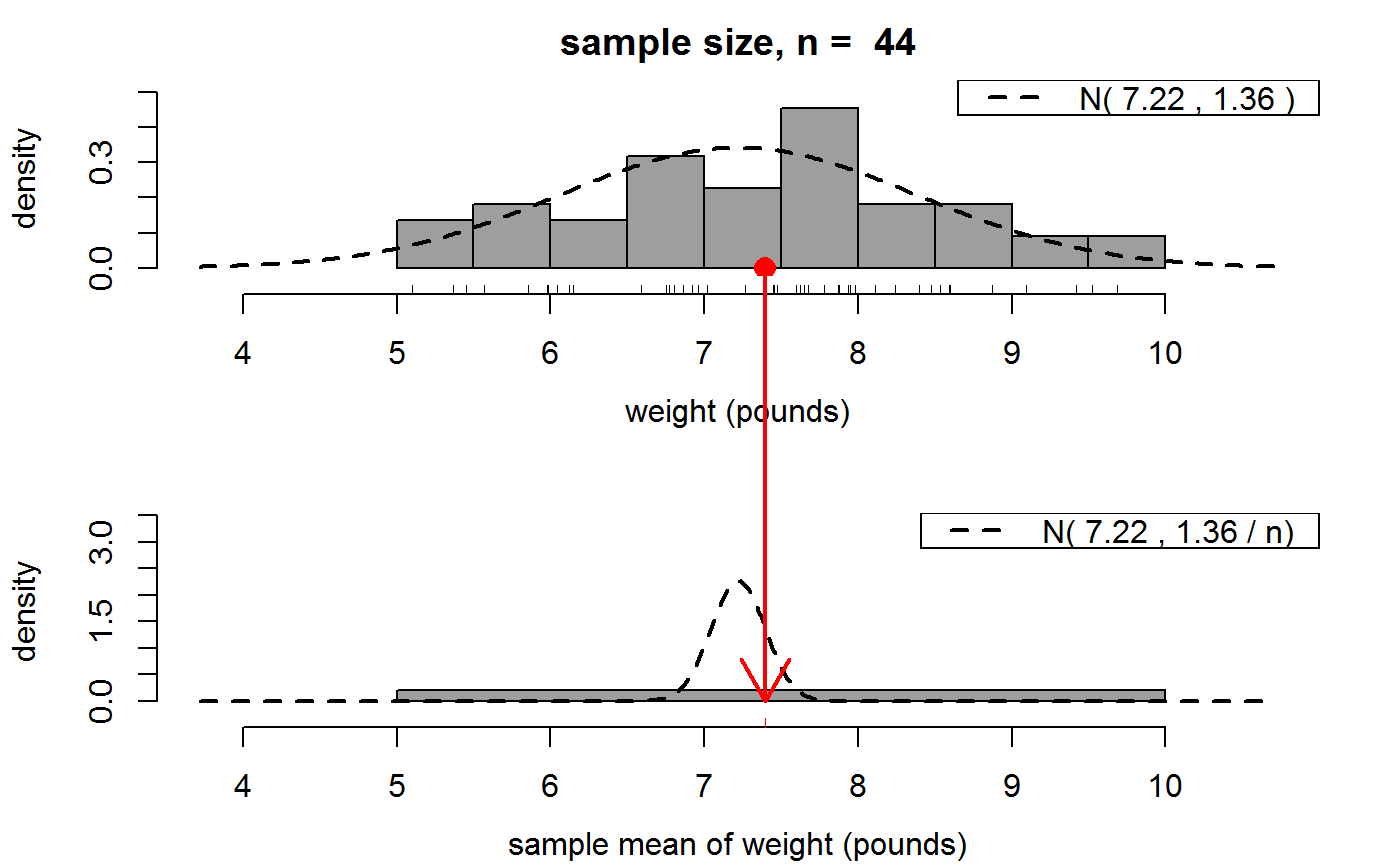 sample size, n =  44
N( 7.22 , 1.36 )
density
0.3
0.0
4 5 6 7 8 9 10
weight (pounds)
N( 7.22 , 1.36 / n)
density
3.0
1.5
0.0
4 5 6 7 8 9 10
sample mean of weight (pounds)